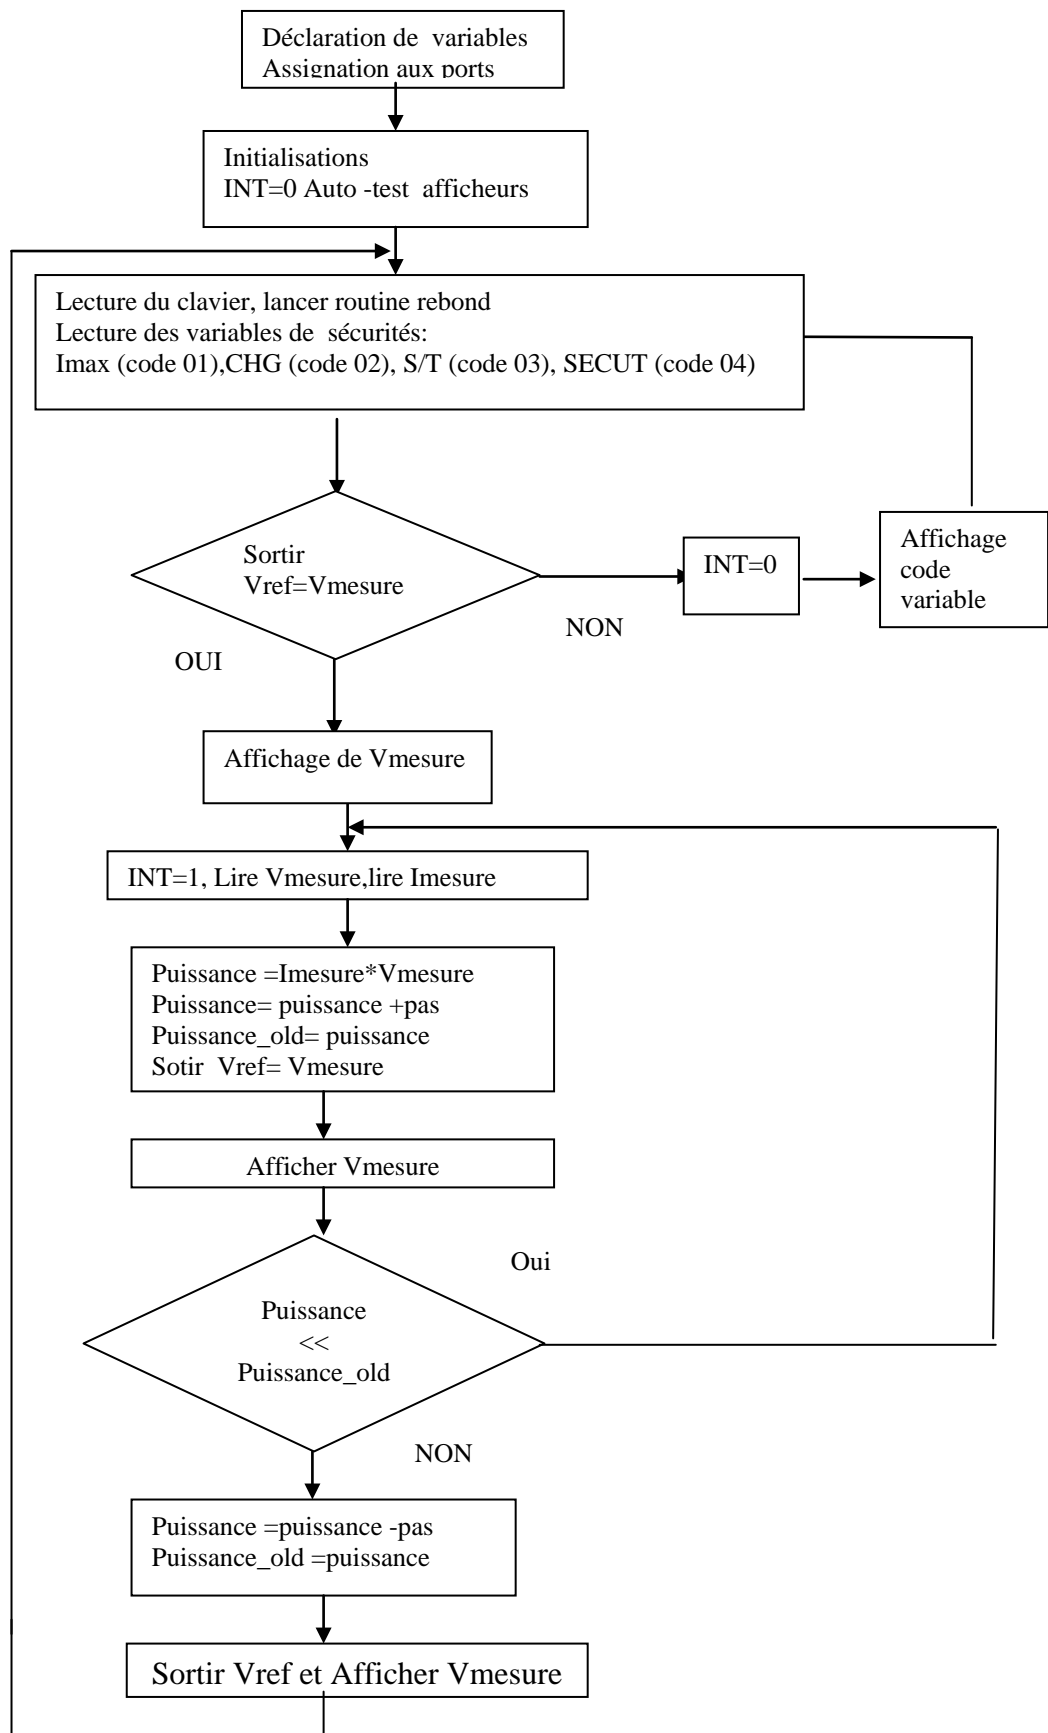 Déclaration de variables
Assignation aux ports
Initialisations
INT=0 Auto -test afficheurs
Lecture du clavier, lancer routine rebond
Lecture des variables de sécurités:
Imax (code 01),CHG (code 02), S/T (code 03), SECUT (code 04)
Sortir
Vref=Vmesure
NON
OUI
INT=0
Affichage
code
variable
Affichage de Vmesure
INT=1, Lire Vmesure,lire Imesure
Puissance =Imesure*Vmesure
Puissance= puissance +pas
Puissance_old= puissance
Sotir Vref= Vmesure
Afficher Vmesure
Oui
Puissance
<<
Puissance_old
NON
Puissance =puissance -pas
Puissance_old =puissance
Sortir Vref et Afficher Vmesure